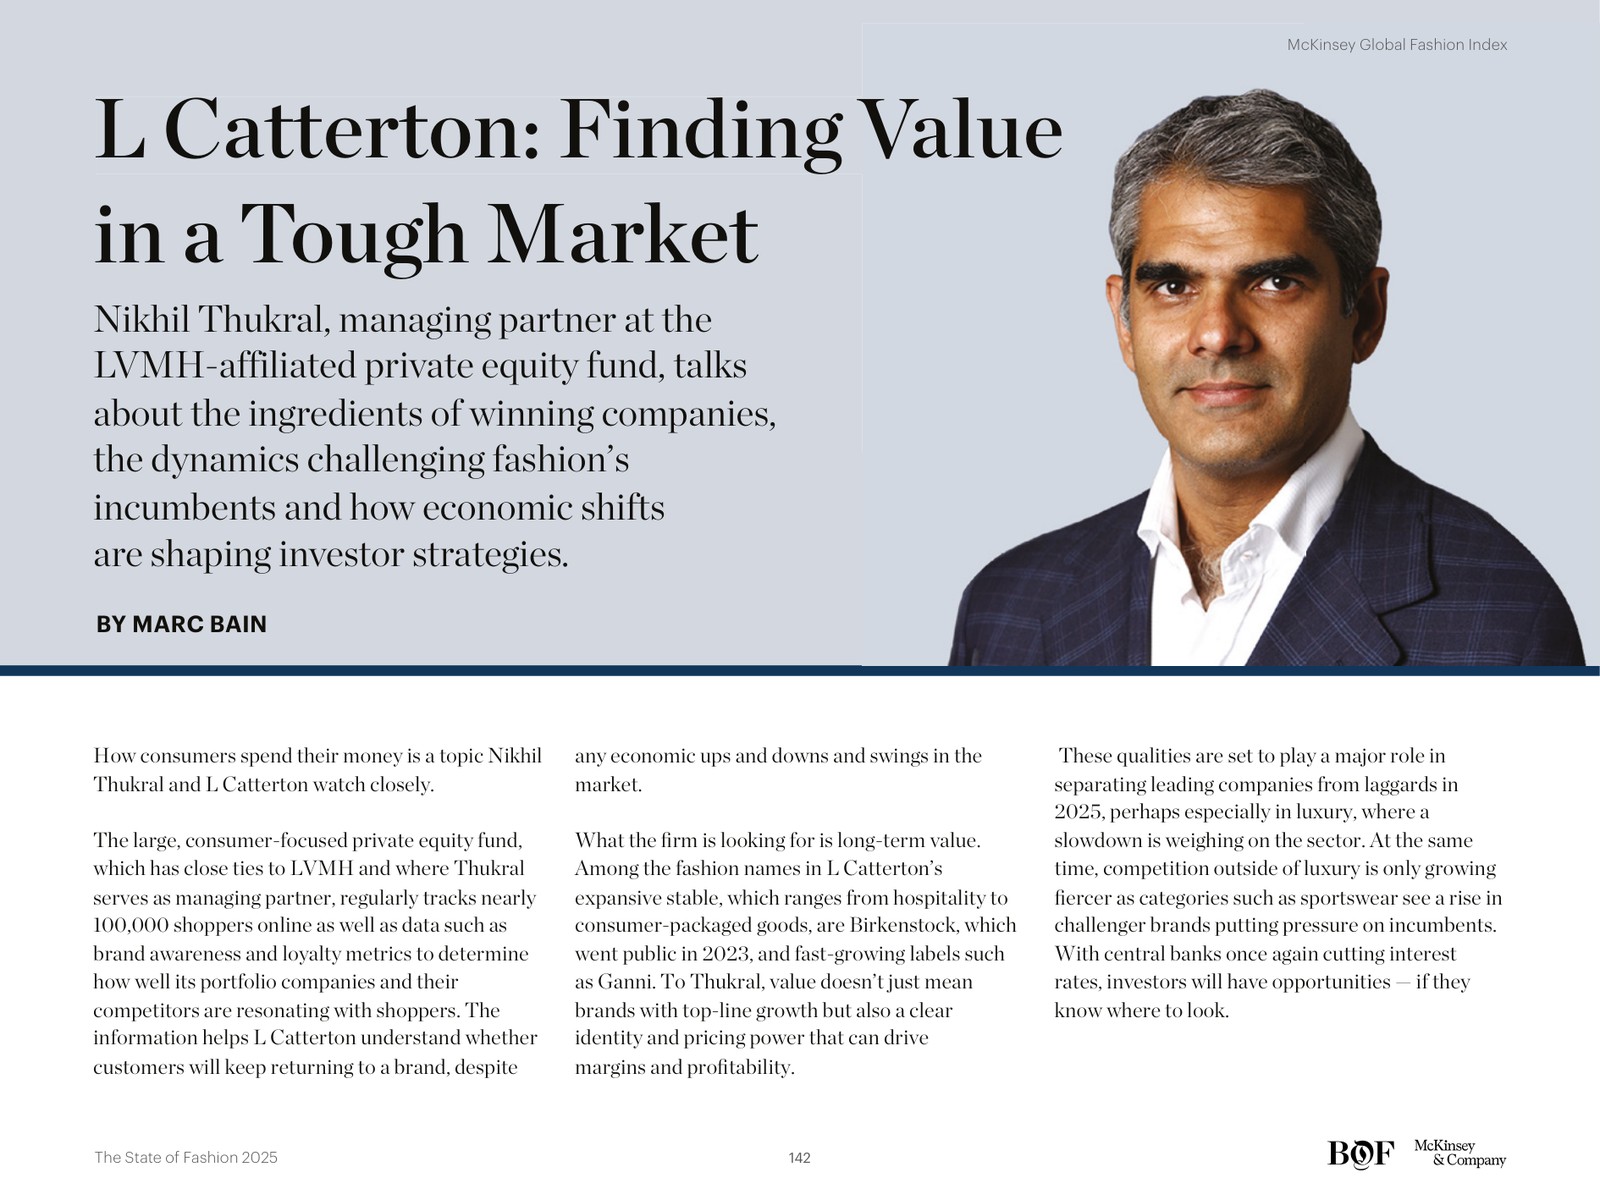 McKinsey Global Fashion Index
L Catterton: Finding Value
in a Tough Market
Nikhil Thukral, managing partner at the
LVMH-affiliated private equity fund, talks
about the ingredients of winning companies,
the dynamics challenging fashion’s
incumbents and how economic shifts
are shaping investor strategies.
BY MARC BAIN
How consumers spend their money is a topic Nikhil
Thukral and L Catterton watch closely.
The large, consumer-focused private equity fund,
which has close ties to LVMH and where Thukral
serves as managing partner, regularly tracks nearly
100,000 shoppers online as well as data such as
brand awareness and loyalty metrics to determine
how well its portfolio companies and their
competitors are resonating with shoppers. The
information helps L Catterton understand whether
customers will keep returning to a brand, despite
any economic ups and downs and swings in the
market.
What the firm is looking for is long-term value.
Among the fashion names in L Catterton’s
expansive stable, which ranges from hospitality to
consumer-packaged goods, are Birkenstock, which
went public in 2023, and fast-growing labels such
as Ganni. To Thukral, value doesn’t just mean
brands with top-line growth but also a clear
identity and pricing power that can drive
margins and profitability.
These qualities are set to play a major role in
separating leading companies from laggards in
2025, perhaps especially in luxury, where a
slowdown is weighing on the sector. At the same
time, competition outside of luxury is only growing
fiercer as categories such as sportswear see a rise in
challenger brands putting pressure on incumbents.
With central banks once again cutting interest
rates, investors will have opportunities — if they
know where to look.
The State of Fashion 2025
142
BOF
McKinsey
& Company